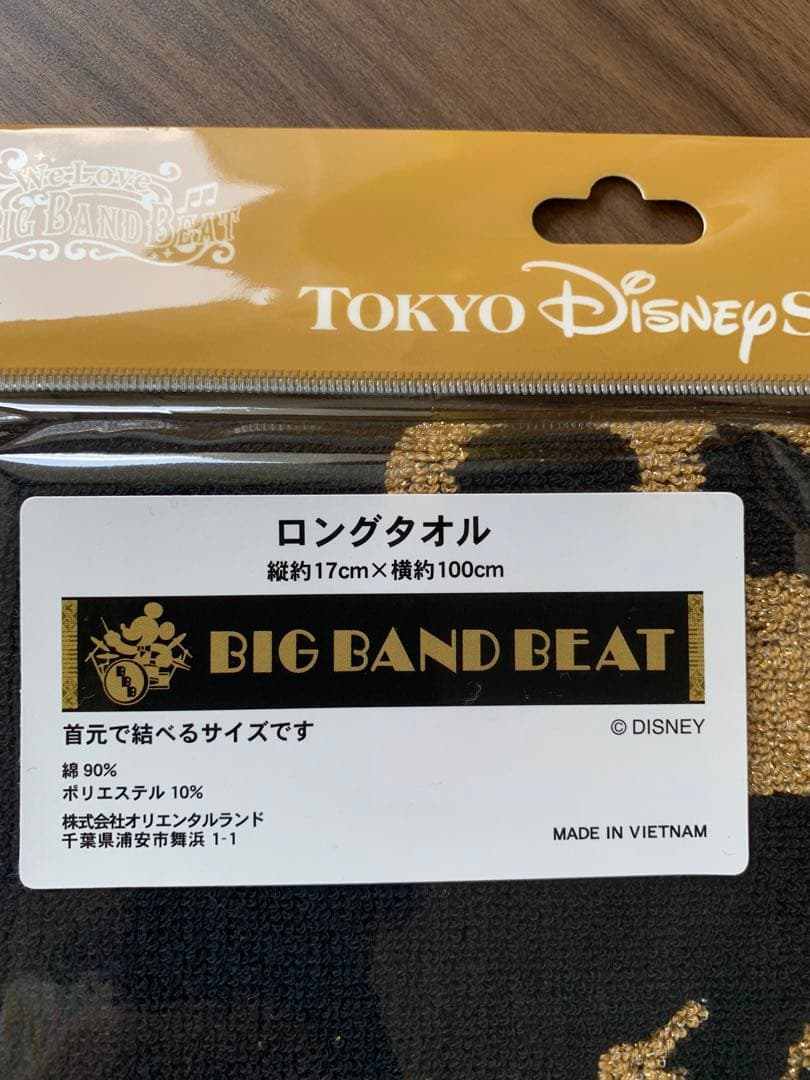 We Love
BIG BAND BEAT
TOKYO DISNEYS
ロングタオル
縦約17cm×横約100cm
BBB
BIG BAND BEAT
首元で結べるサイズです
© DISNEY
綿 90%
ポリエステル 10%
株式会社オリエンタルランド
千葉県浦安市舞浜 1-1
MADE IN VIETNAM